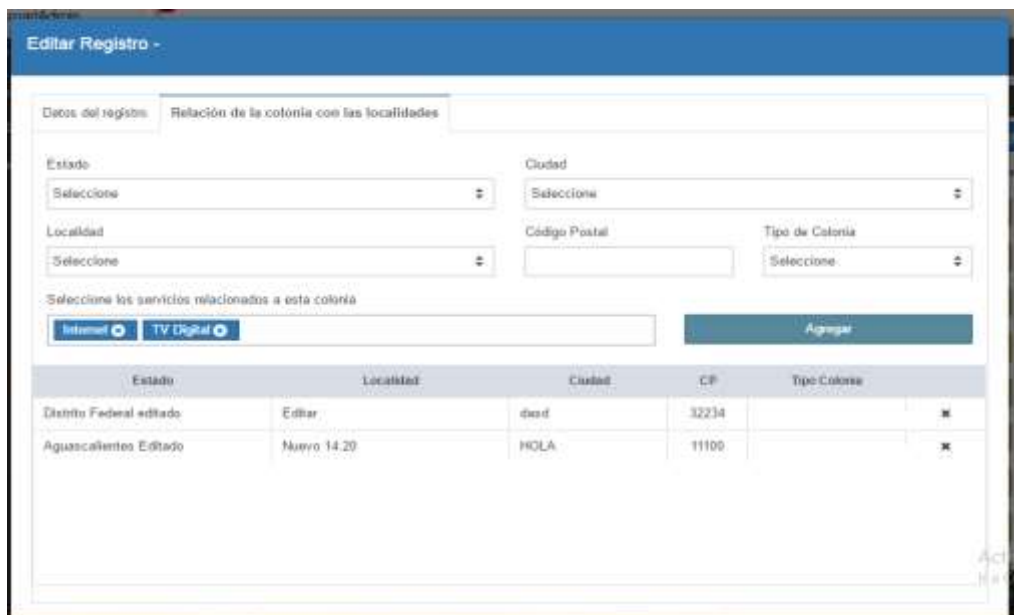 Editar Registro -
Datos del registro Relación de la colonia con las localidades
Estado Ciudad
Seleccione Seleccione
Localidad Código Postal Tipo de Colonia
Seleccione Seleccione
Seleccione los servicios relacionados a esta colonia
Internet TV Digital Agregar
Estado Localidad Ciudad CP Tipo Colonia
Distrito Federal editado Editar 32234
Aguascalientes Editado Nuevo 14:20 HOLA 11100